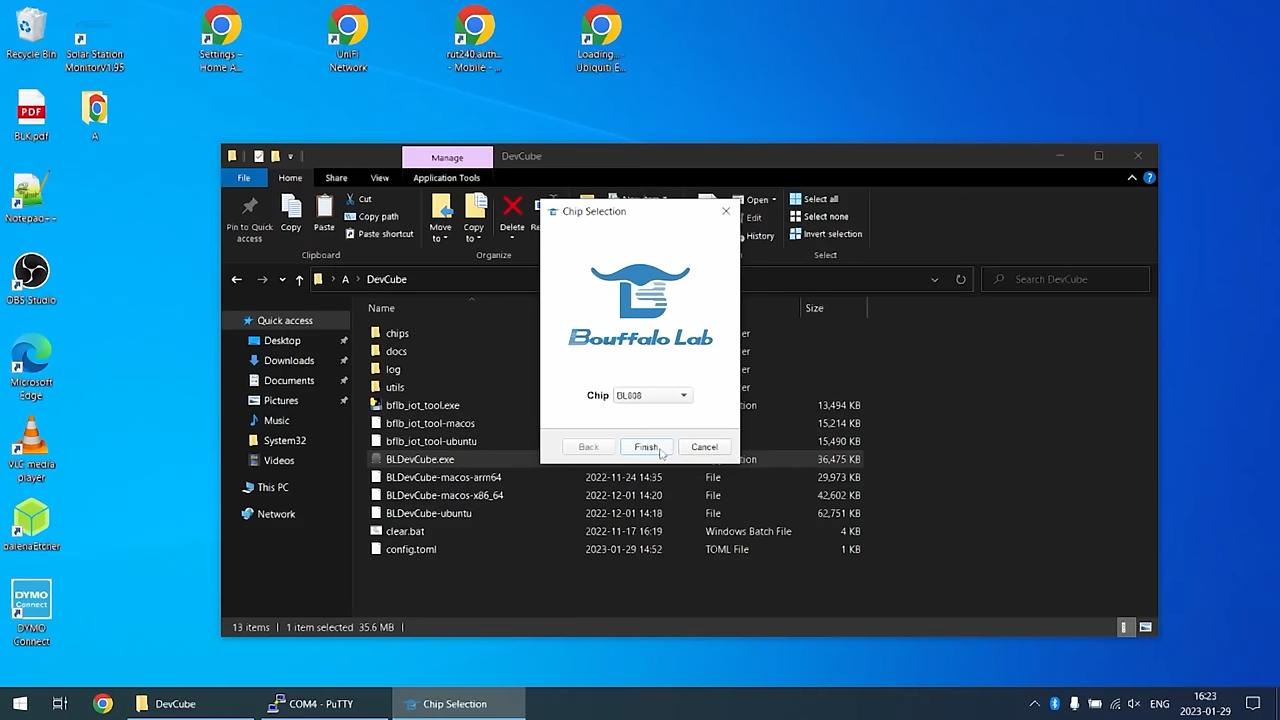 Recycle Bin
Solar Station
MonitorV1.95
Settings –
Home A...
UniFi
Network
rut240.auth...
- Mobile - ...
Loading...
Ubiquiti E...
PDF
BLK.pdf
A
Notepad++
OBS Studio
Microsoft
Edge
VLC media
player
balenaEtcher
DYMO
Connect
DYMO
Connect
Manage
DevCube
File
Home
Share
View
Application Tools
Pin to Quick
access
Copy
Paste
Cut
Copy path
Paste shortcut
Clipboard
Move
to
Copy
to
Delete
Organize
Open
Edit
History
Select all
Select none
Invert selection
Select
A > DevCube
Search DevCube
Quick access
Desktop
Downloads
Documents
Pictures
Music
System32
Videos
This PC
Network
Name
Size
chips
docs
log
utils
bflb_iot_tool.exe
13,494 KB
bflb_iot_tool-macos
15,214 KB
bflb_iot_tool-ubuntu
15,490 KB
BLDevCube.exe
36,475 KB
BLDevCube-macos-arm64 2022-11-24 14:35 File 29,973 KB
BLDevCube-macos-x86_64 2022-12-01 14:20 File 42,602 KB
BLDevCube-ubuntu 2022-12-01 14:18 File 62,751 KB
clear.bat 2022-11-17 16:19 Windows Batch File 4 KB
config.toml 2023-01-29 14:52 TOML File 1 KB
13 items
1 item selected 35.6 MB
Chip Selection
Bouffalo Lab
Chip
BL808
Back
Finish
Cancel
DevCube
COM4 - PuTTY
Chip Selection
ENG
16:23
2023-01-29